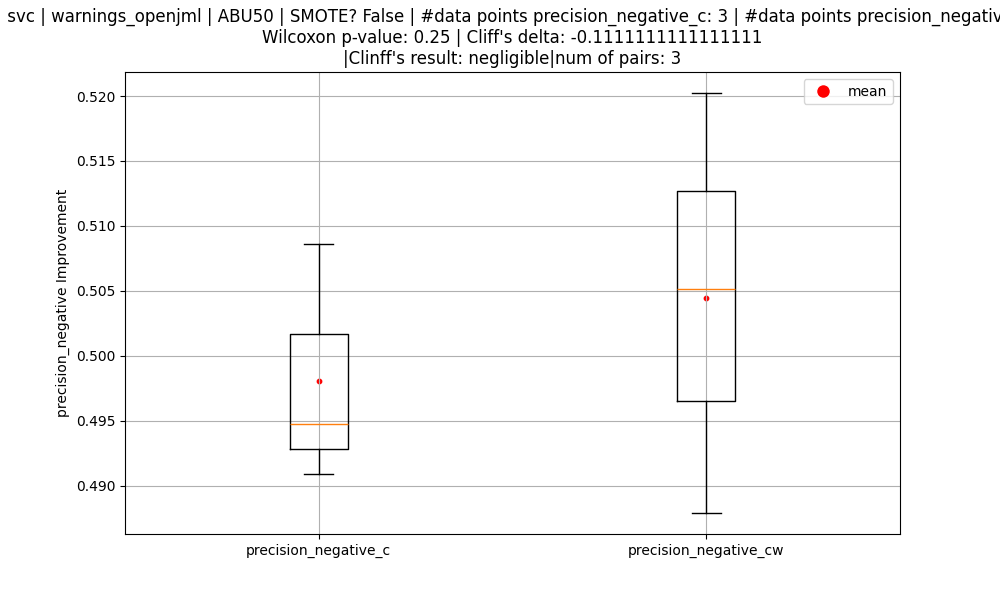 svc | warnings_openjml | ABU50 | SMOTE? False | #data points precision_negative_c: 3 | #data points precision_negativ
Wilcoxon p-value: 0.25 | Cliff's delta: -0.1111111111111111
|Clinff's result: negligible|num of pairs: 3
mean
0.520
0.515
0.510
0.505
0.500
0.495
0.490
precision_negative Improvement
precision_negative_c
precision_negative_cw